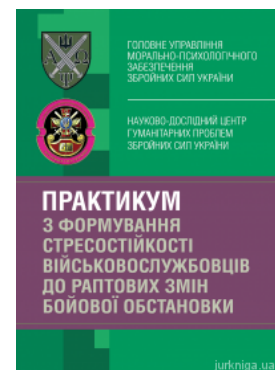 ГОЛОВНЕ УПРАВЛІННЯ
МОРАЛЬНО-ПСИХОЛОГІЧНОГО
ЗАБЕЗПЕЧЕННЯ
ЗБРОЙНИХ СИЛ УКРАЇНИ
НАУКОВО-ДОСЛІДНИЙ ЦЕНТР
ГУМАНІТАРНИХ ПРОБЛЕМ
ЗБРОЙНИХ СИЛ УКРАЇНИ
ПРАКТИКУМ
З ФОРМУВАННЯ
СТРЕСОСТІЙКОСТІ
ВІЙСЬКОВОСЛУЖБОВЦІВ
ДО РАПТОВИХ ЗМІН
БОЙОВОЇ ОБСТАНОВКИ
jurkniga.ua